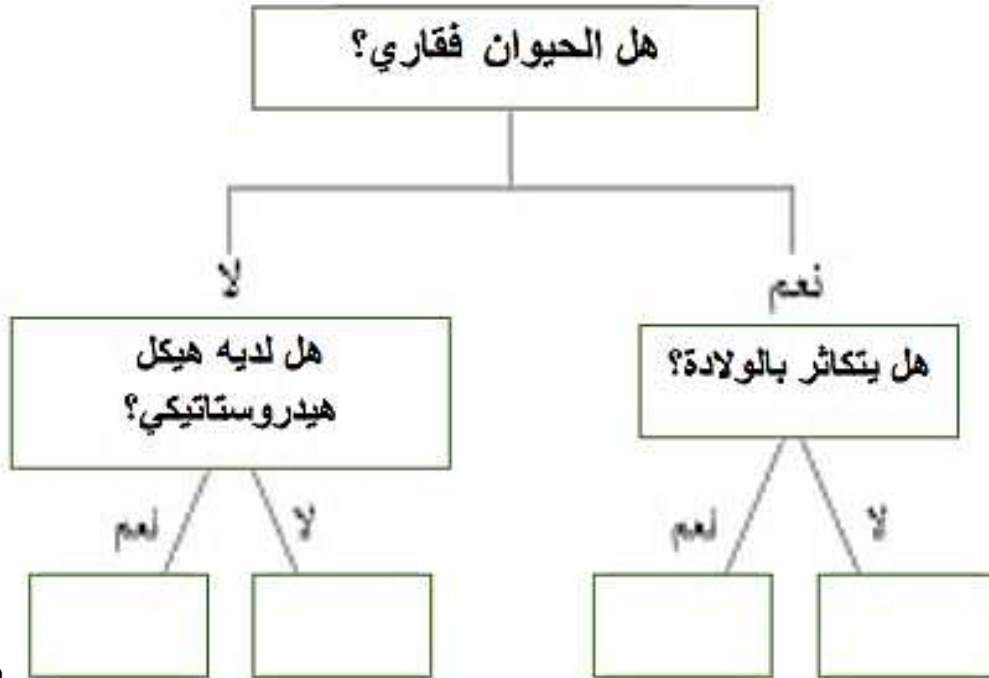 هل الحيوان فقاري؟
نعم
لا
هل يتكاثر بالولادة؟
هل لديه هيكل
هيدروستاتيكي؟
لا
نعم
لا
نعم